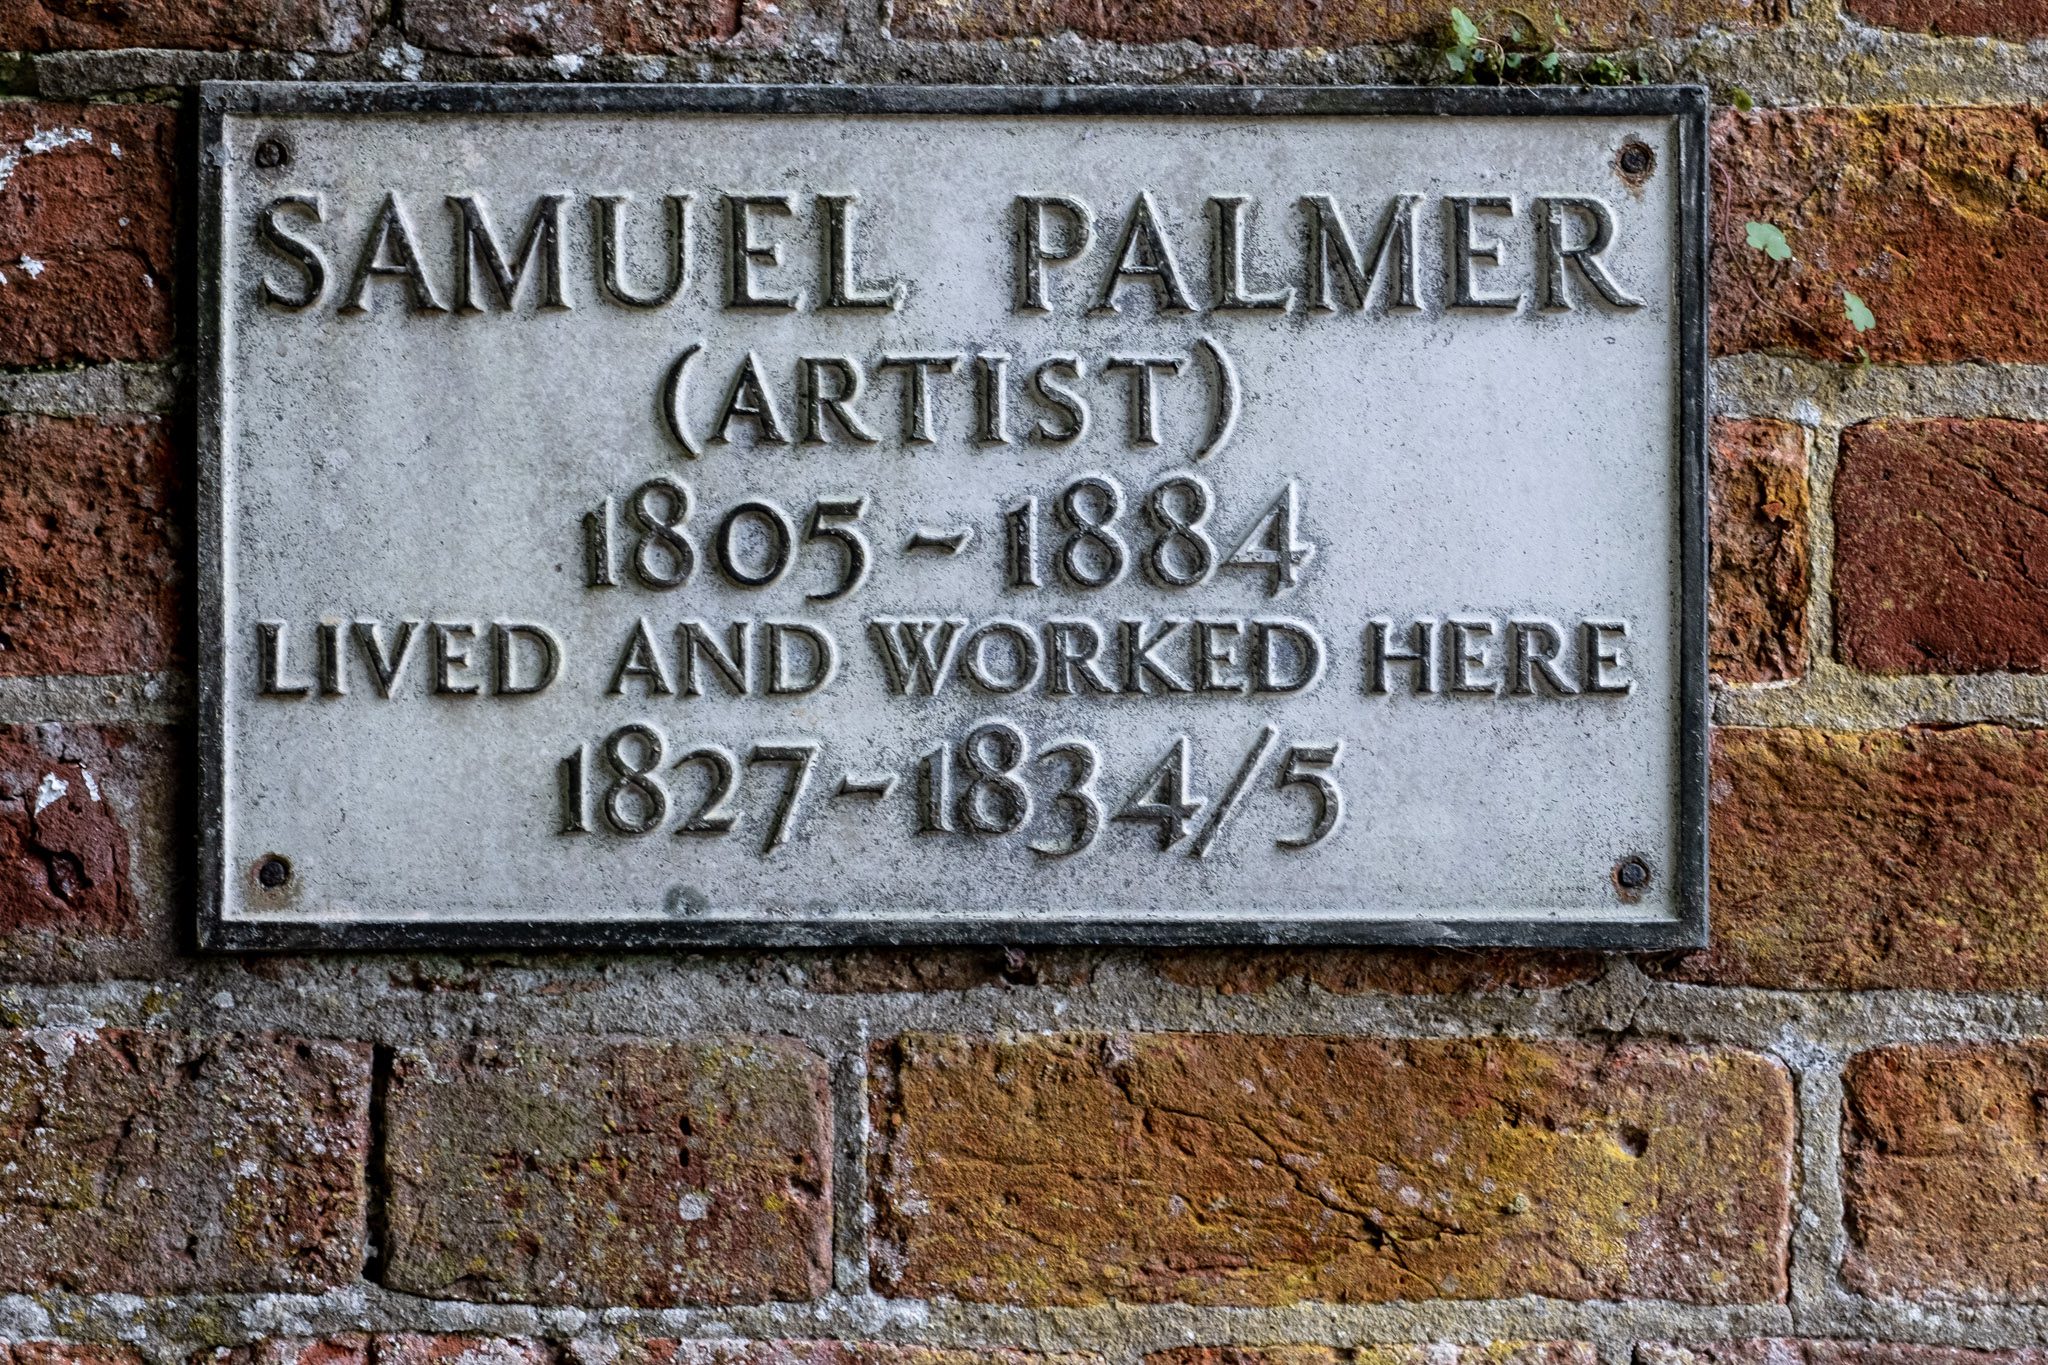 SAMUEL PALMER
(ARTIST)
1805 - 1884
LIVED AND WORKED HERE
1827-1834/5